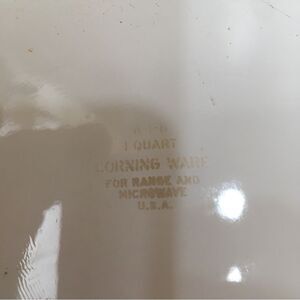 1 QUART
CORNING WARE
FOR RANGE AND
MICROWAVE
U.S.A.